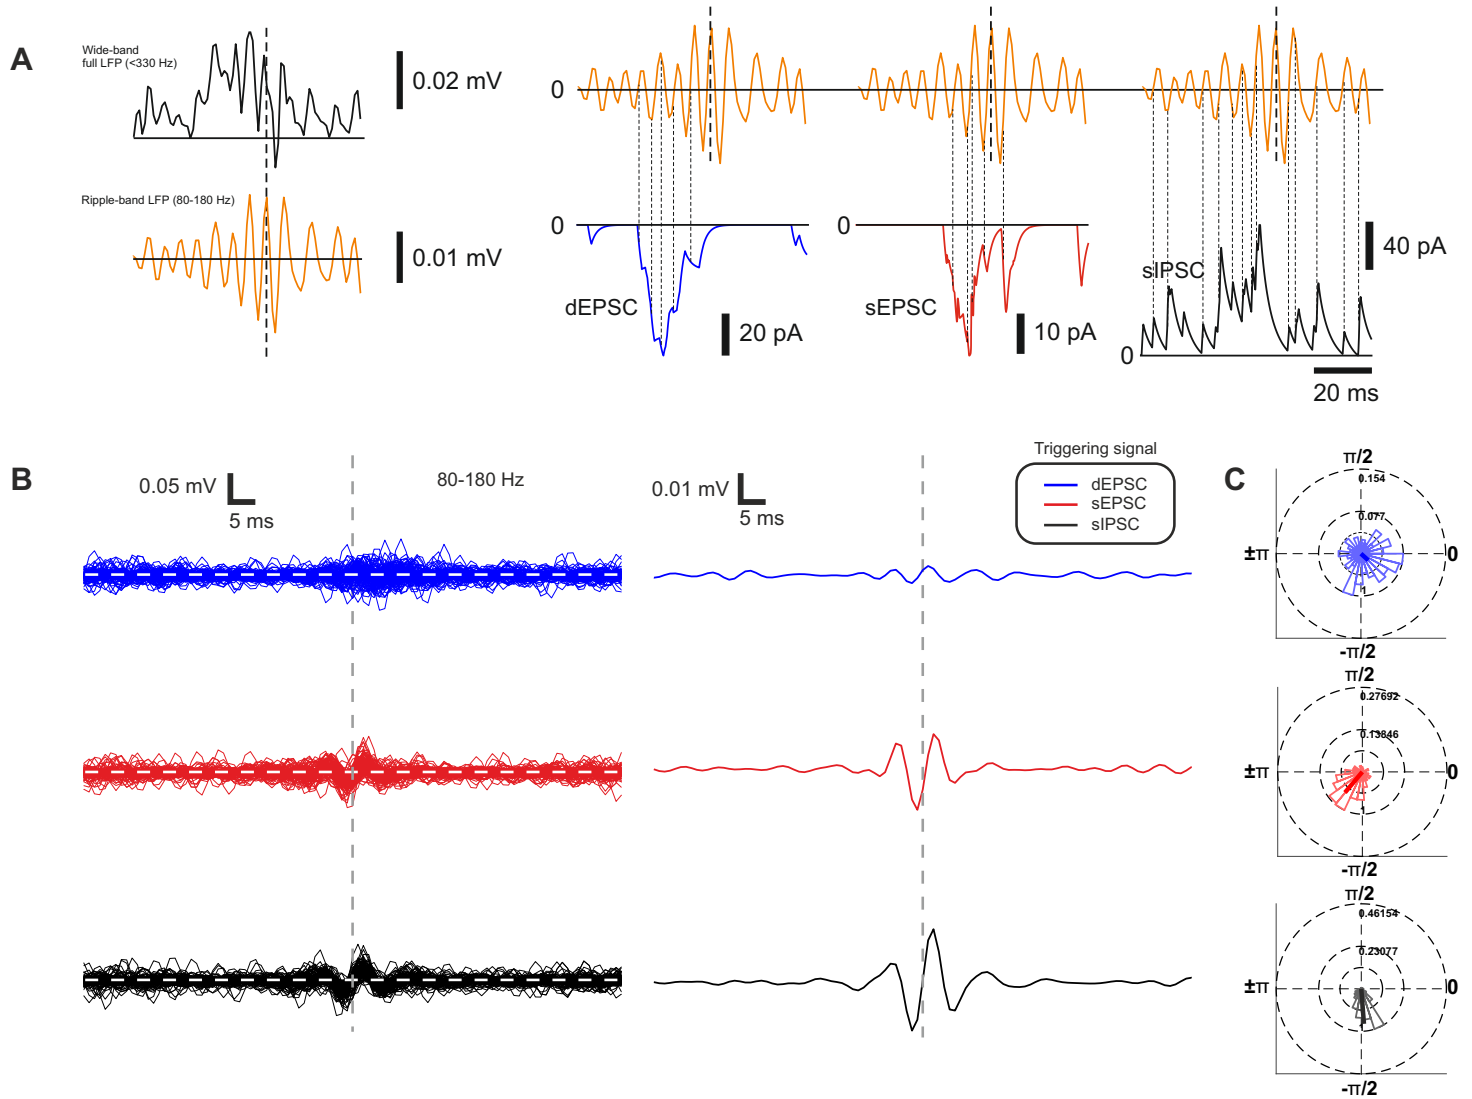 A
Wide-band
full LFP (<330 Hz)
0.02 mV
Ripple-band LFP (80-180 Hz)
0.01 mV
0
0
dEPSC
20 pA
0
sEPSC
10 pA
40 pA
sIPSC
0
20 ms
B
0.05 mV
5 ms
80-180 Hz
0.01 mV
5 ms
Triggering signal
dEPSC
sEPSC
sIPSC
C
π/2
0.154
0.077
±π
0
1
-π/2
π/2
0.27692
0.13846
±π
0
1
-π/2
π/2
0.46154
0.23077
±π
0
1
-π/2